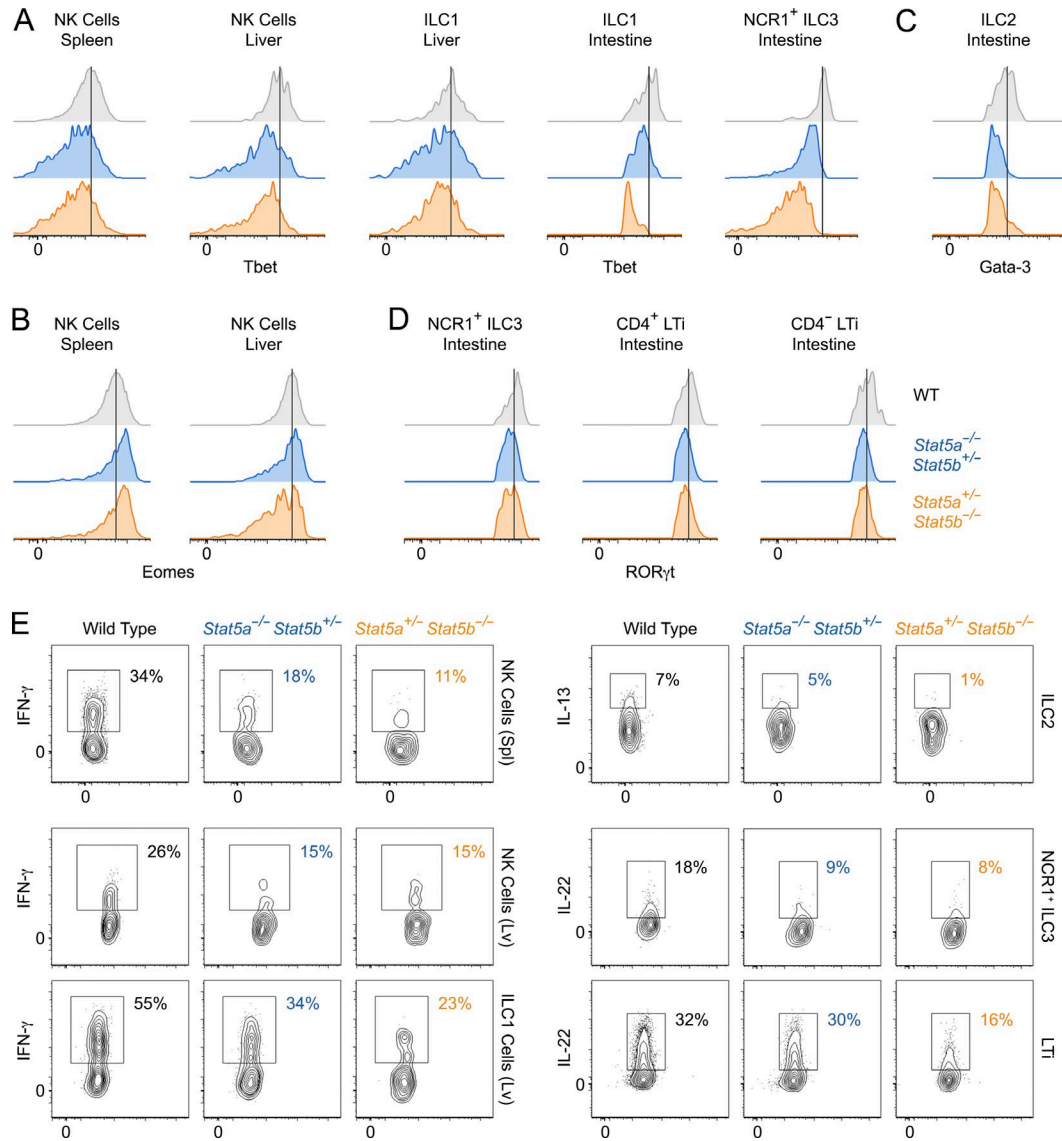 A
NK Cells
Spleen
NK Cells
Liver
ILC1
Liver
ILC1
Intestine
NCR1⁺ ILC3
Intestine
C
ILC2
Intestine
0
0
0
0
0
0
Tbet
Tbet
Gata-3
B
NK Cells
Spleen
NK Cells
Liver
D
NCR1⁺ ILC3
Intestine
CD4⁺ LTi
Intestine
CD4⁻ LTi
Intestine
WT
Stat5a⁻/⁻
Stat5b⁺/⁻
Stat5a⁺/⁻
Stat5b⁻/⁻
0
0
0
0
0
Eomes
RORγt
E
Wild Type
Stat5a⁻/⁻ Stat5b⁺/⁻
Stat5a⁺/⁻ Stat5b⁻/⁻
IFN-γ
0
34%
18%
11%
0
0
0
NK Cells (Spl)
IFN-γ
0
26%
15%
15%
NK Cells (Lv)
IFN-γ
0
55%
34%
23%
0
0
0
ILC1 Cells (Lv)
Wild Type
Stat5a⁻/⁻ Stat5b⁺/⁻
Stat5a⁺/⁻ Stat5b⁻/⁻
IL-13
0
7%
5%
1%
0
0
0
ILC2
IL-22
0
18%
9%
8%
NCR1⁺ ILC3
IL-22
0
32%
30%
16%
0
0
0
LTi